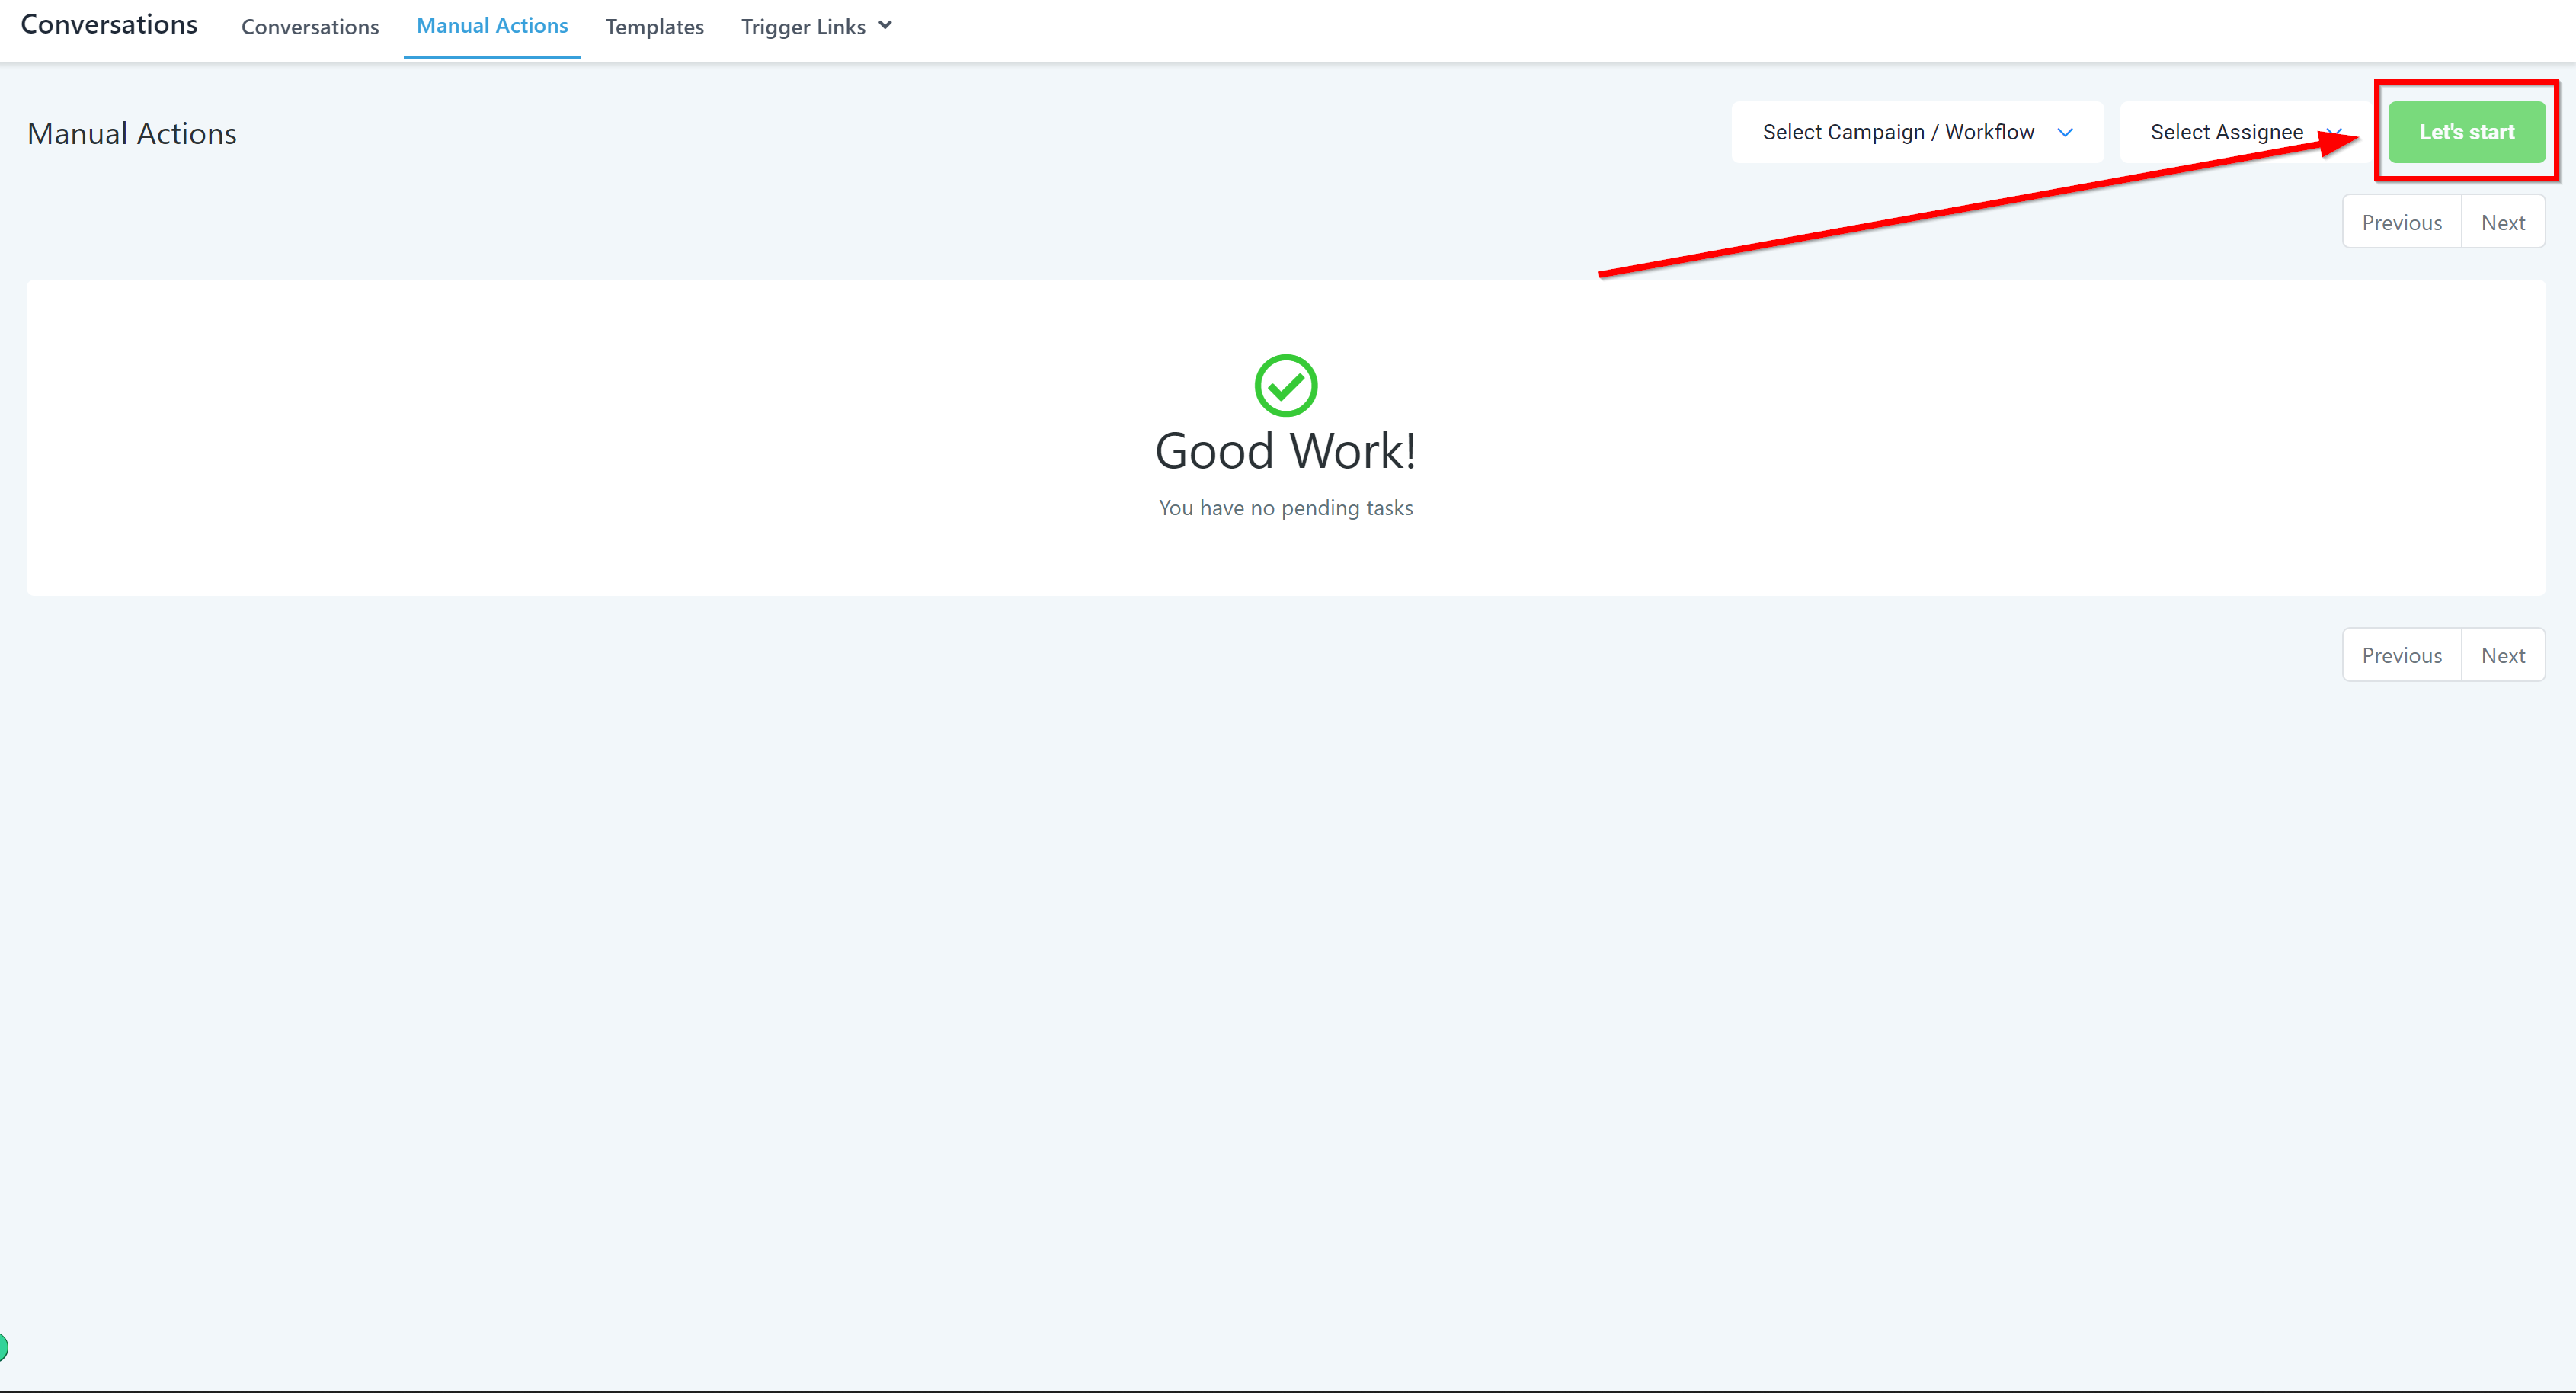 Conversations Conversations Manual Actions Templates Trigger Links
Manual Actions Select Campaign / Workflow Select Assignee Let's start
Previous Next
Good Work!
You have no pending tasks
Previous Next